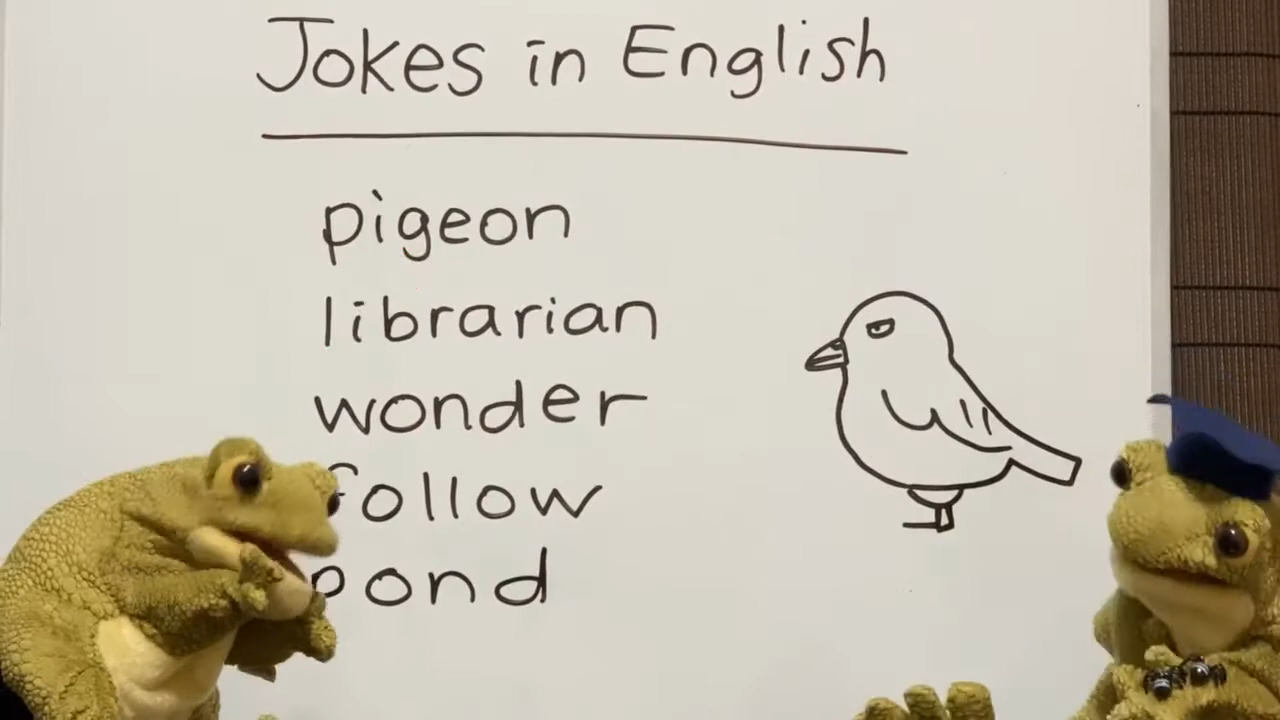 Jokes in English
pigeon
librarian
wonder
follow
pond